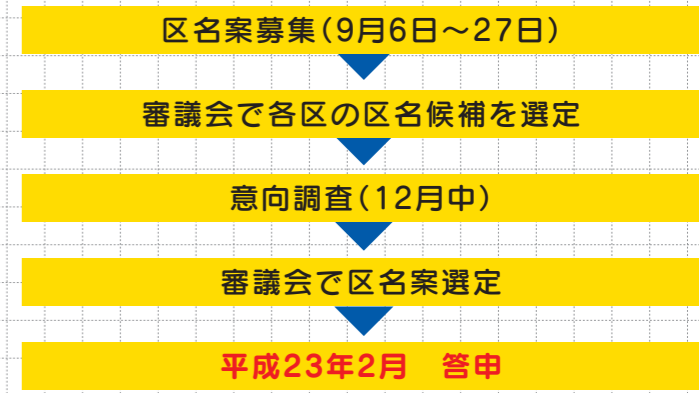 区名案募集(9月6日～27日)
審議会で各区の区名候補を選定
意向調査(12月中)
審議会で区名案選定
平成23年2月　答申